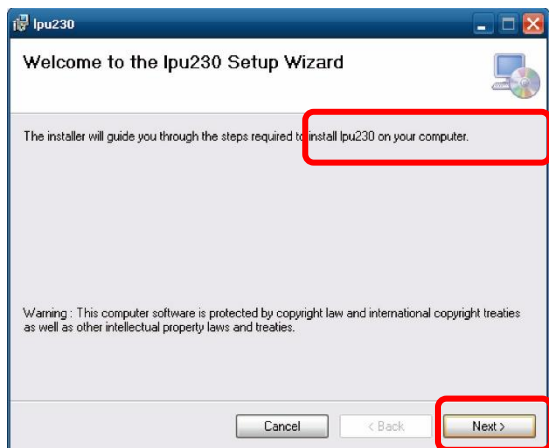 lpu230
Welcome to the lpu230 Setup Wizard
The installer will guide you through the steps required to install lpu230 on your computer.
Warning : This computer software is protected by copyright law and international copyright treaties
as well as other intellectual property laws and treaties.
Cancel
< Back
Next >